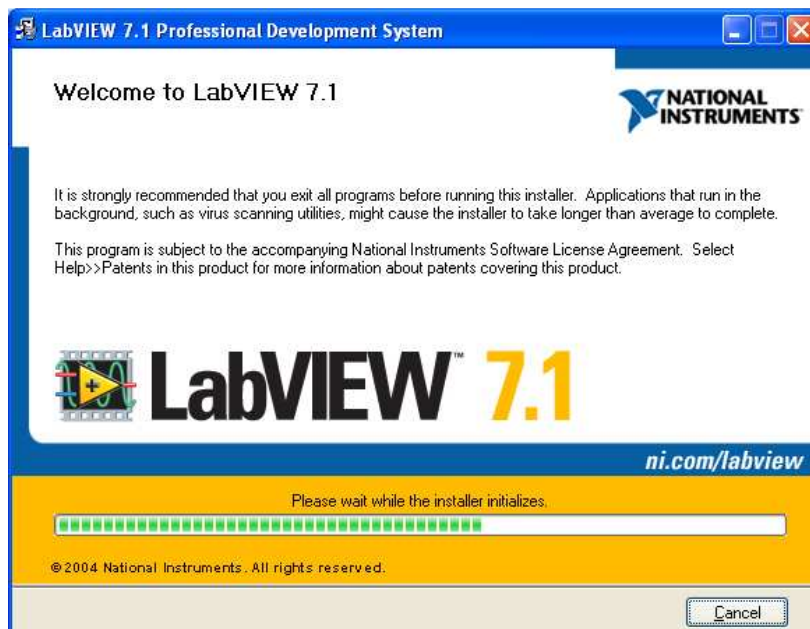 LabVIEW 7.1 Professional Development System
Welcome to LabVIEW 7.1
NATIONAL
INSTRUMENTS
It is strongly recommended that you exit all programs before running this installer. Applications that run in the
background, such as virus scanning utilities, might cause the installer to take longer than average to complete.
This program is subject to the accompanying National Instruments Software License Agreement. Select
Help>>Patents in this product for more information about patents covering this product.
LabVIEW™ 7.1
ni.com/labview
Please wait while the installer initializes.
©2004 National Instruments. All rights reserved.
Cancel